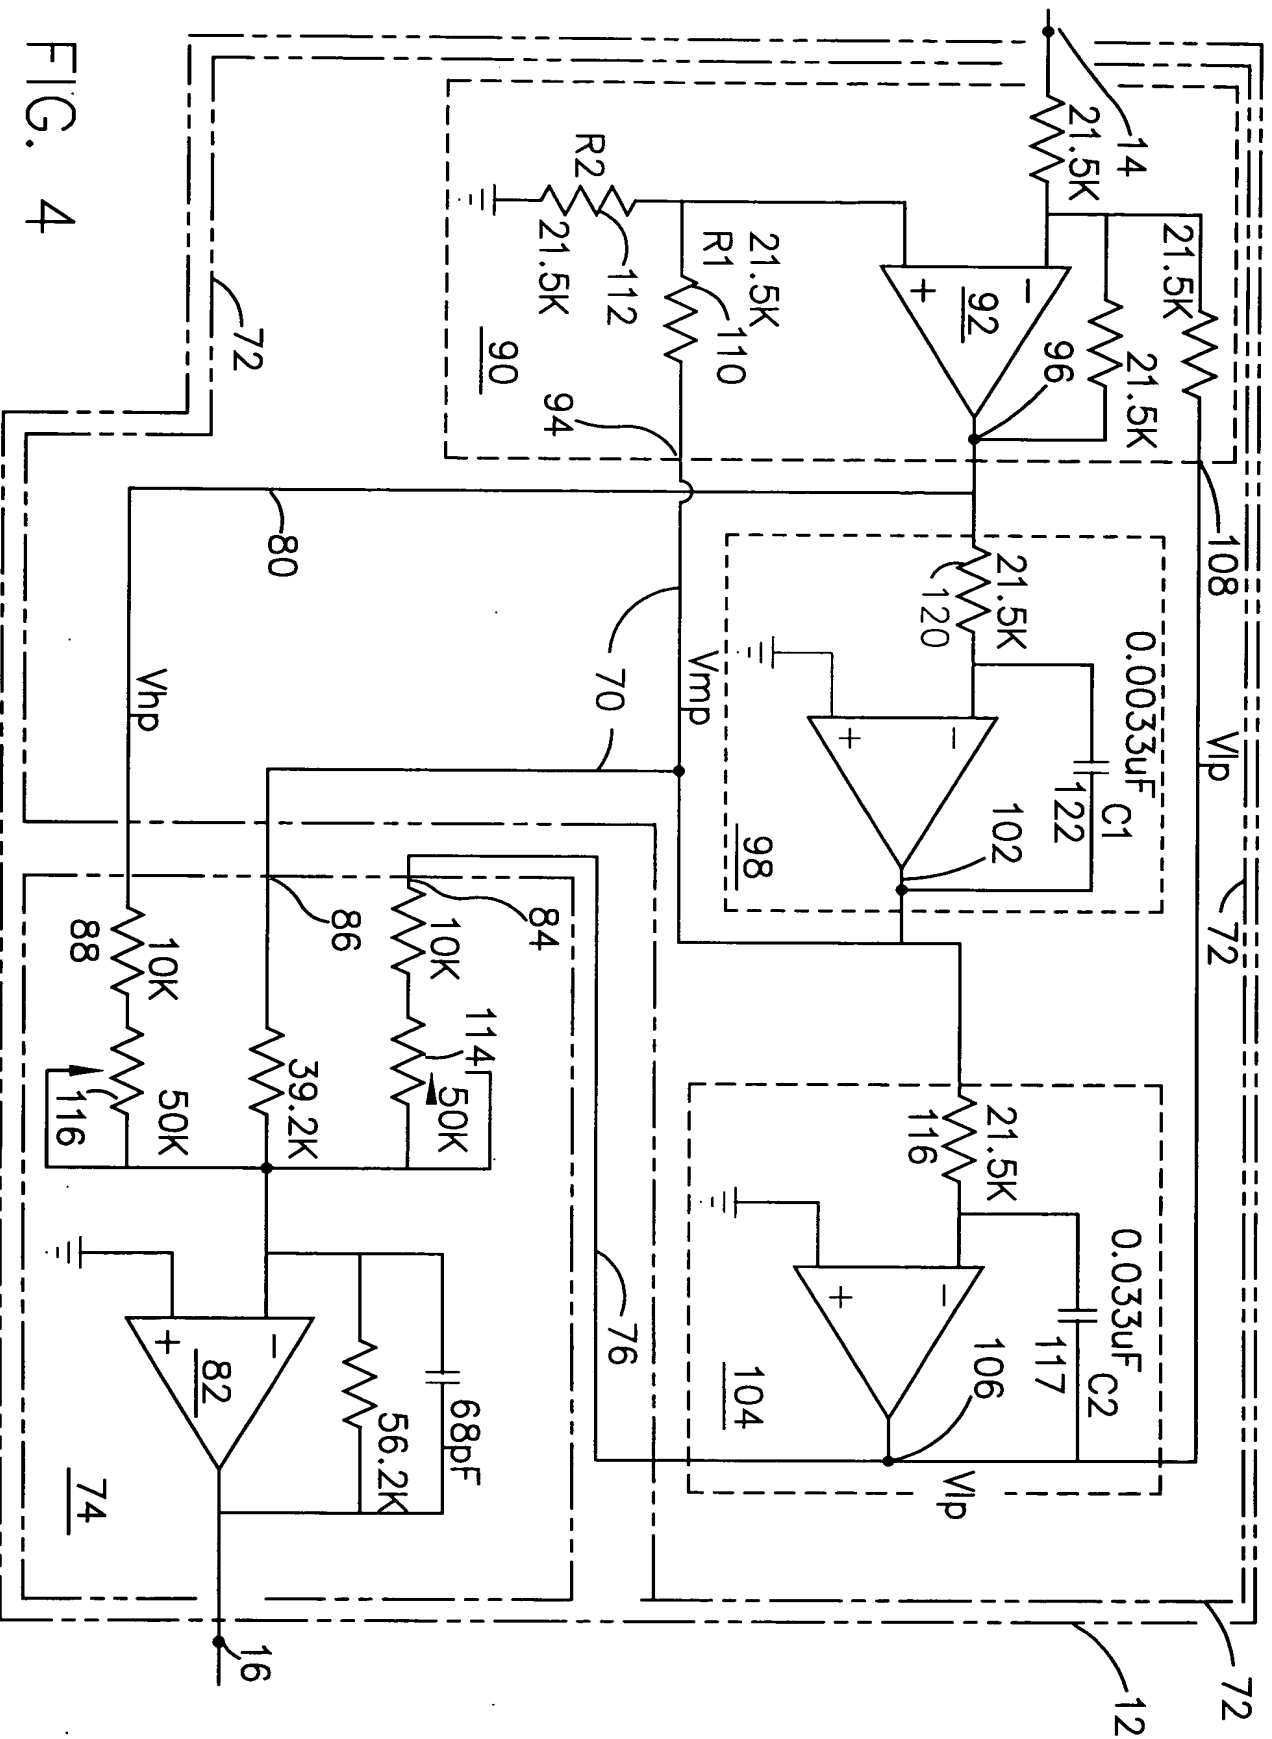 14
21.5K
21.5K
108
Vlp
72
21.5K
−
92
+
96
21.5K
120
0.0033uF
C1
122
−
+
102
98
R2
21.5K
112
21.5K
R1
110
90
94
70
Vmp
80
72
Vhp
21.5K
116
0.033uF
C2
117
−
+
106
104
Vlp
84
10K
114
50K
86
39.2K
88
10K
50K
116
76
−
82
+
68pF
56.2K
74
16
72
12
FIG. 4